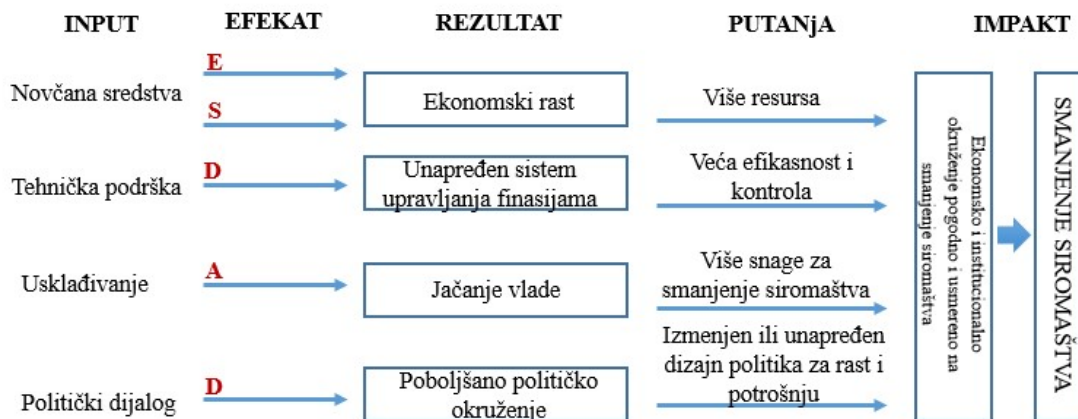 INPUT
EFEKAT
REZULTAT
PUTANjA
IMPAKT
Novčana sredstva
E
S
Ekonomski rast
Više resursa
Tehnička podrška
D
Unapređen sistem
upravljanja finasijama
Veća efikasnost i
kontrola
Usklađivanje
A
Jačanje vlade
Više snage za
smanjenje siromaštva
Politički dijalog
D
Poboljšano političko
okruženje
Izmenjen ili unapređen
dizajn politika za rast i
potrošnju
Ekonomsko i institucionalno
okruženje pogodno i usmereno na
smanjenje siromaštva
SMANJENJE SIROMAŠTVA